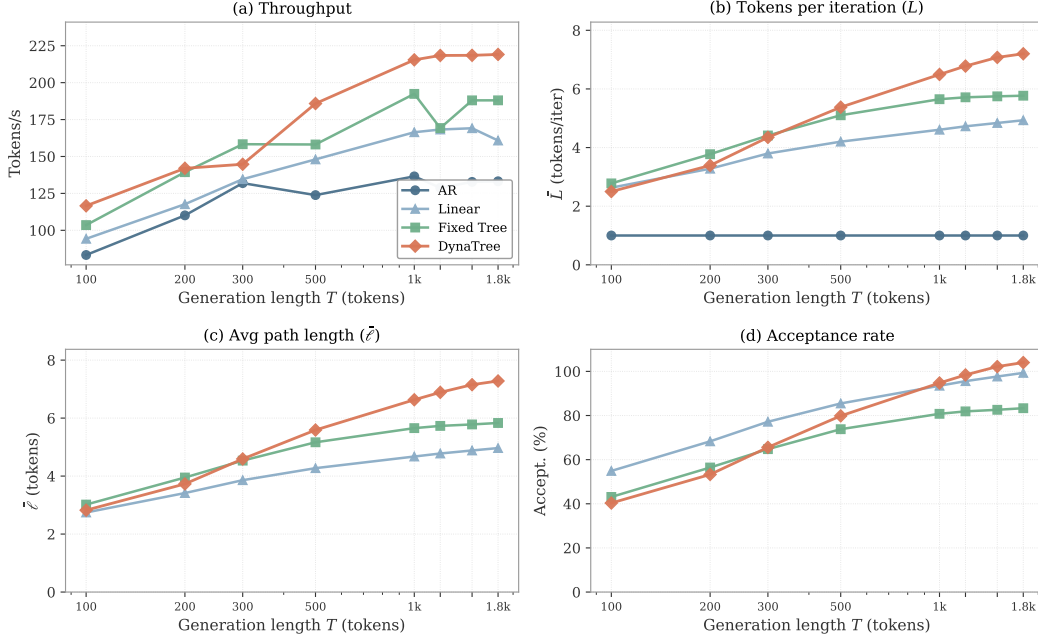 (a) Throughput
Tokens/s
225
200
175
150
125
100
100
200
300
500
1k
1.8k
Generation length T (tokens)
AR
Linear
Fixed Tree
DynaTree
(b) Tokens per iteration (L)
L̄ (tokens/iter)
8
6
4
2
0
100
200
300
500
1k
1.8k
Generation length T (tokens)
(c) Avg path length (ℓ̄)
ℓ̄ (tokens)
8
6
4
2
0
100
200
300
500
1k
1.8k
Generation length T (tokens)
(d) Acceptance rate
Accept. (%)
100
80
60
40
20
0
100
200
300
500
1k
1.8k
Generation length T (tokens)